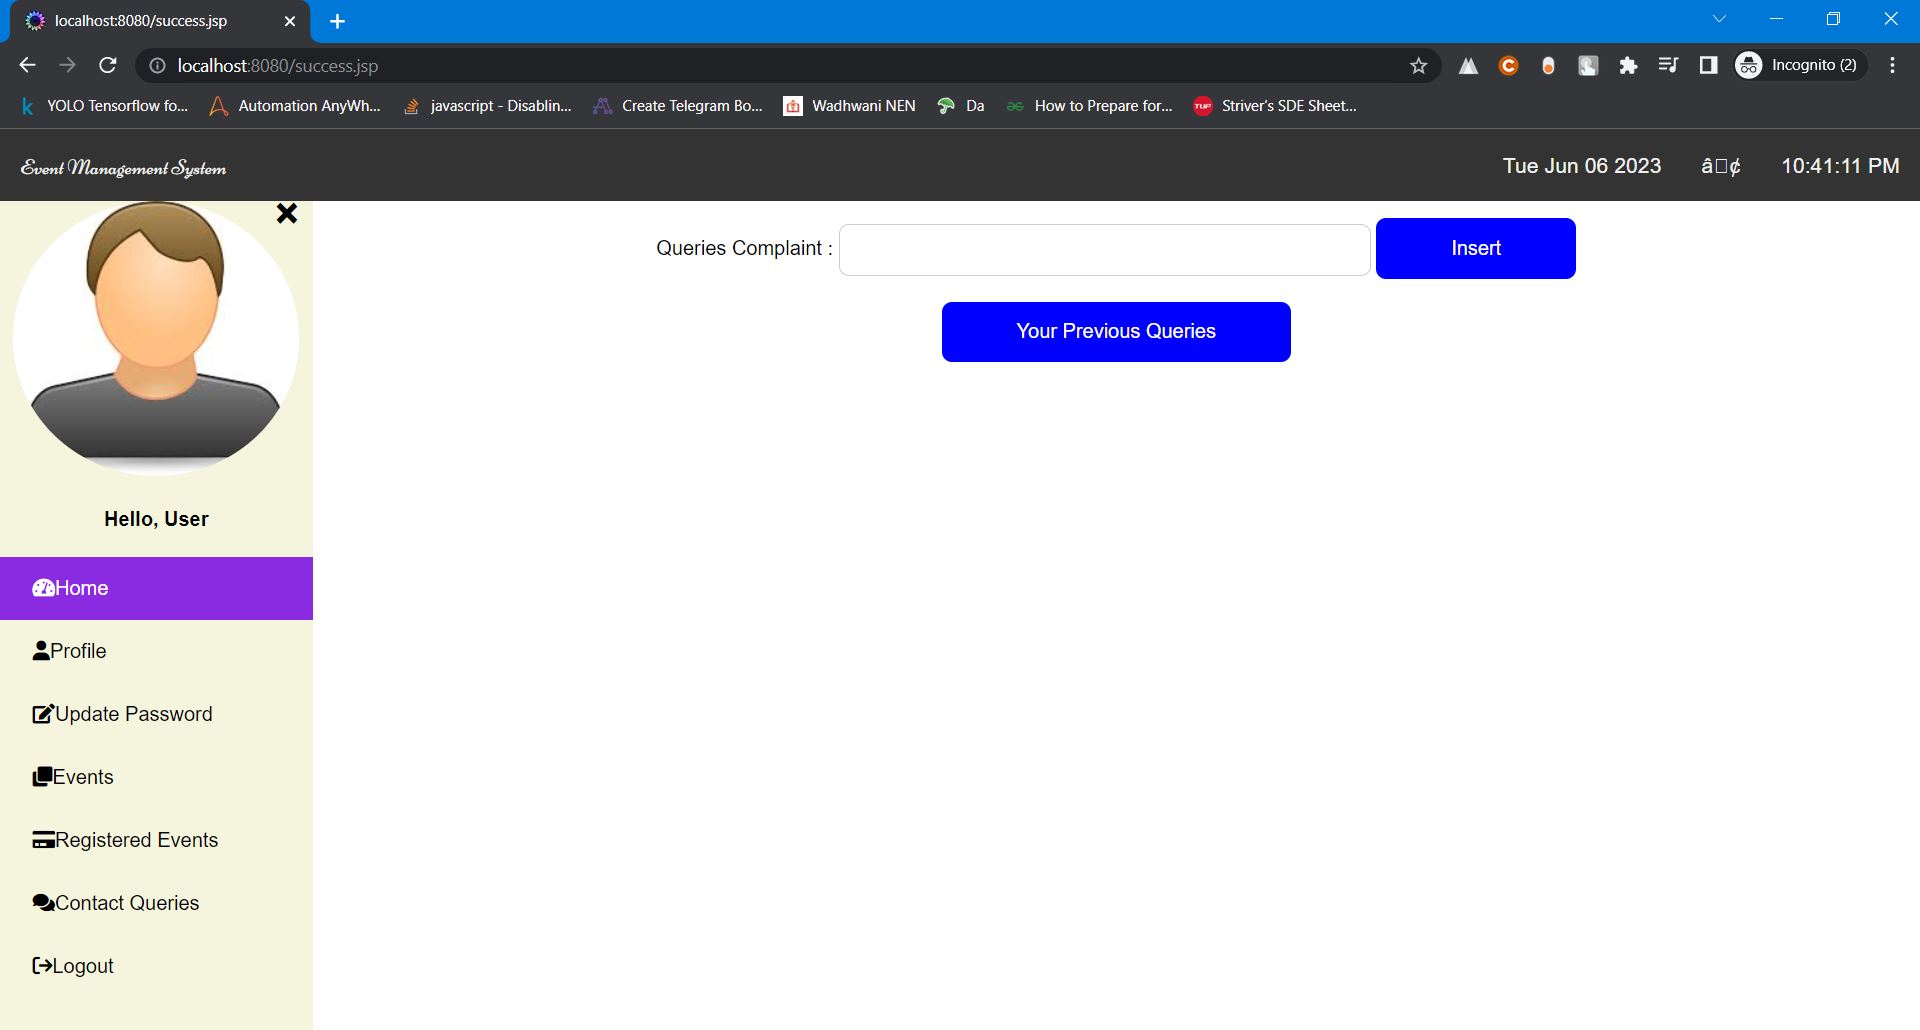 localhost:8080/success.jsp
localhost:8080/success.jsp
Incognito (2)
YOLO Tensorflow fo... Automation AnyWh... javascript - Disablin... Create Telegram Bo... Wadhwani NEN Da How to Prepare for... TUF Striver's SDE Sheet...
Event Management System
Tue Jun 06 2023 â□¢ 10:41:11 PM
Queries Complaint : Insert
Your Previous Queries
Hello, User
Home
Profile
Update Password
Events
Registered Events
Contact Queries
Logout